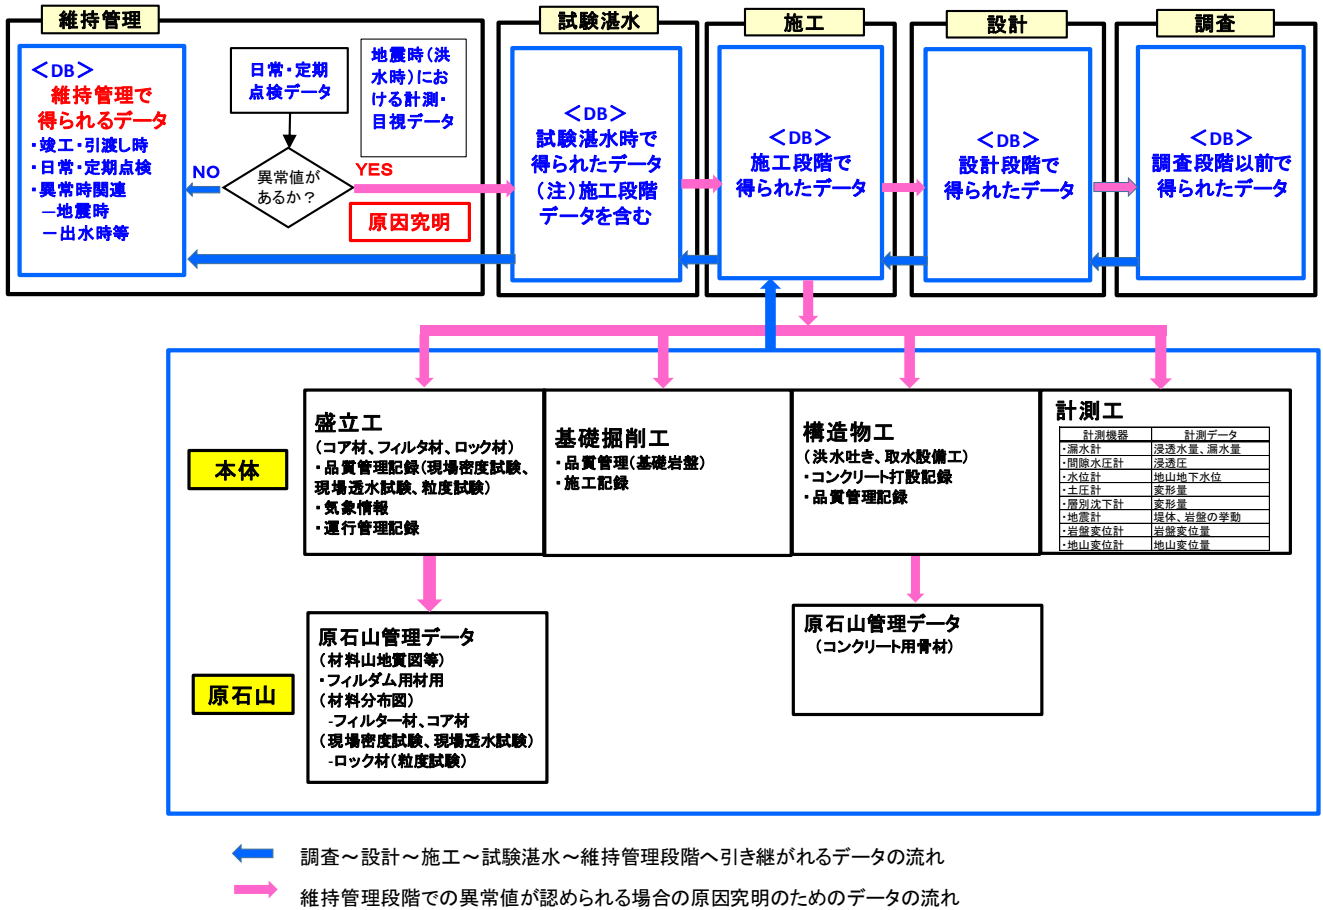 維持管理
試験湛水
施工
設計
調査
＜DB＞
維持管理で
得られるデータ
・竣工・引渡し時
・日常・定期点検
・異常時関連
―地震時
―出水時等
日常・定期
点検データ
地震時（洪
水時）にお
ける計測・
目視データ
NO
異常値が
あるか？
YES
原因究明
＜DB＞
試験湛水時で
得られたデータ
（注）施工段階
データを含む
＜DB＞
施工段階で
得られたデータ
＜DB＞
設計段階で
得られたデータ
＜DB＞
調査段階以前で
得られたデータ
本体
盛立工
（コア材、フィルタ材、ロック材）
・品質管理記録（現場密度試験、
現場透水試験、粒度試験）
・気象情報
・運行管理記録
基礎掘削工
・品質管理（基礎岩盤）
・施工記録
構造物工
（洪水吐き、取水設備工）
・コンクリート打設記録
・品質管理記録
計測工
計測機器 計測データ
・漏水計 浸透水量、漏水量
・間隙水圧計 浸透圧
・水位計 地山地下水位
・土圧計 変形量
・層別沈下計 変形量
・地震計 堤体、岩盤の挙動
・岩盤変位計 岩盤変位量
・地山変位計 地山変位量
原石山
原石山管理データ
（材料山地質図等）
・フィルダム用材用
（材料分布図）
-フィルター材、コア材
（現場密度試験、現場透水試験）
-ロック材（粒度試験）
原石山管理データ
（コンクリート用骨材）
調査～設計～施工～試験湛水～維持管理段階へ引き継がれるデータの流れ
維持管理段階での異常値が認められる場合の原因究明のためのデータの流れ